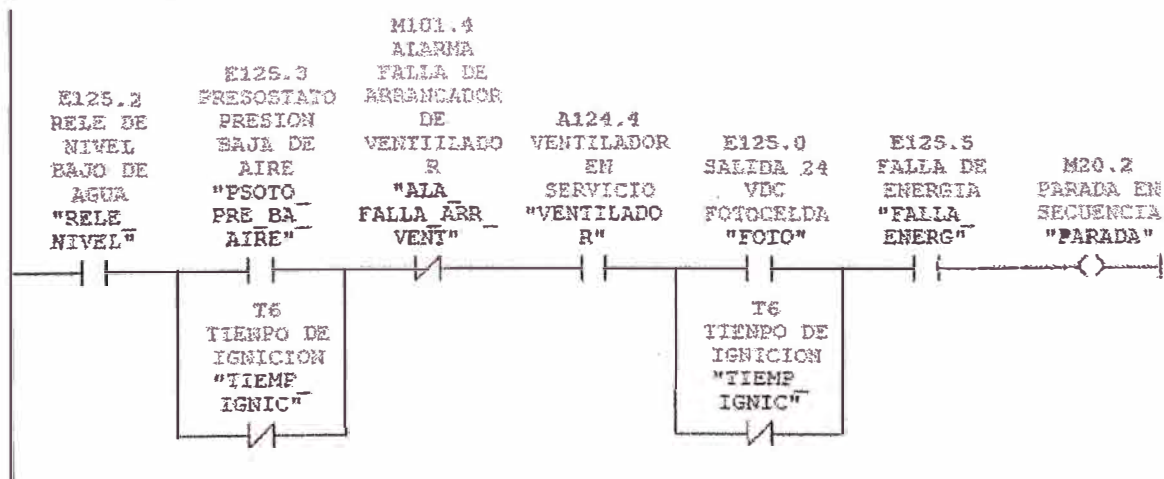 E125.2
RELE DE
NIVEL
BAJO DE
AGUA
"RELE_
NIVEL"
E125.3
PRESOSTATO
PRESION
BAJA DE
AIRE
"PSOTO_
PRE_BA_
AIRE"
T6
TIENPO DE
IGNICION
"TIEMP_
IGNIC"
M101.4
ALARMA
FALLA DE
ARRANCADOR
DE
VENTIILADO
R
"ALA_
FALLA_ARR_
VENT"
A124.4
VENTILADOR
EN
SERVICIO
"VENTILADO
R"
E125.0
SALIDA 24
VDC
FOTOCELDA
"FOTO"
T6
TIENPO DE
IGNICION
"TIEMP_
IGNIC"
E125.5
FALLA DE
ENERGIA
"FALLA_
ENERG"
M20.2
PARADA EN
SECUENCIA
"PARADA"